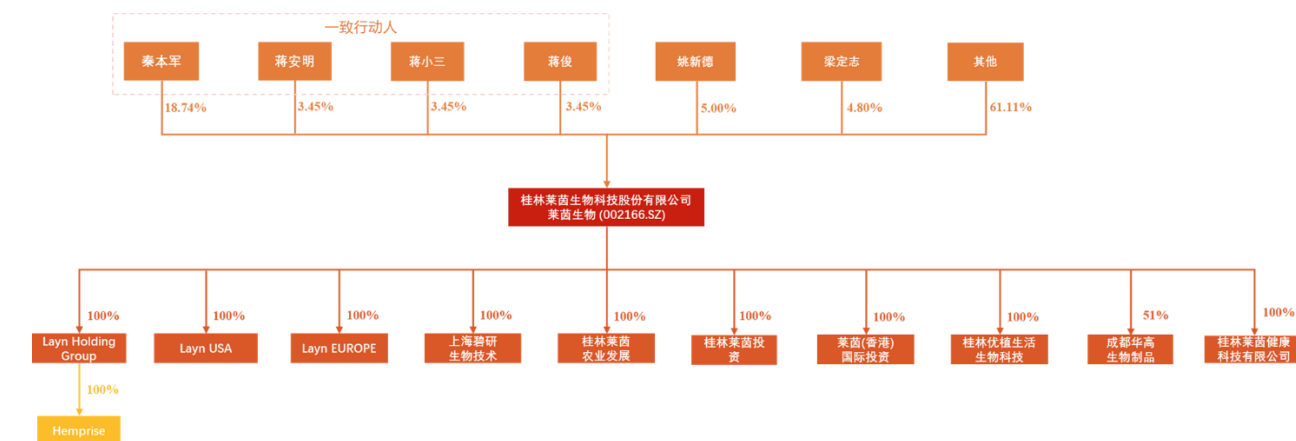 一致行动人
秦本军
蒋安明
蒋小三
蒋俊
姚新德
梁定志
其他
18.74%
3.45%
3.45%
3.45%
5.00%
4.80%
61.11%
桂林莱茵生物科技股份有限公司
莱茵生物 (002166.SZ)
100%
100%
100%
100%
100%
100%
100%
100%
51%
100%
Layn Holding
Group
Layn USA
Layn EUROPE
上海碧研
生物技术
桂林莱茵
农业发展
桂林莱茵投
资
莱茵(香港)
国际投资
桂林优植生活
生物科技
成都华高
生物制品
桂林莱茵健康
科技有限公司
100%
Hemprise